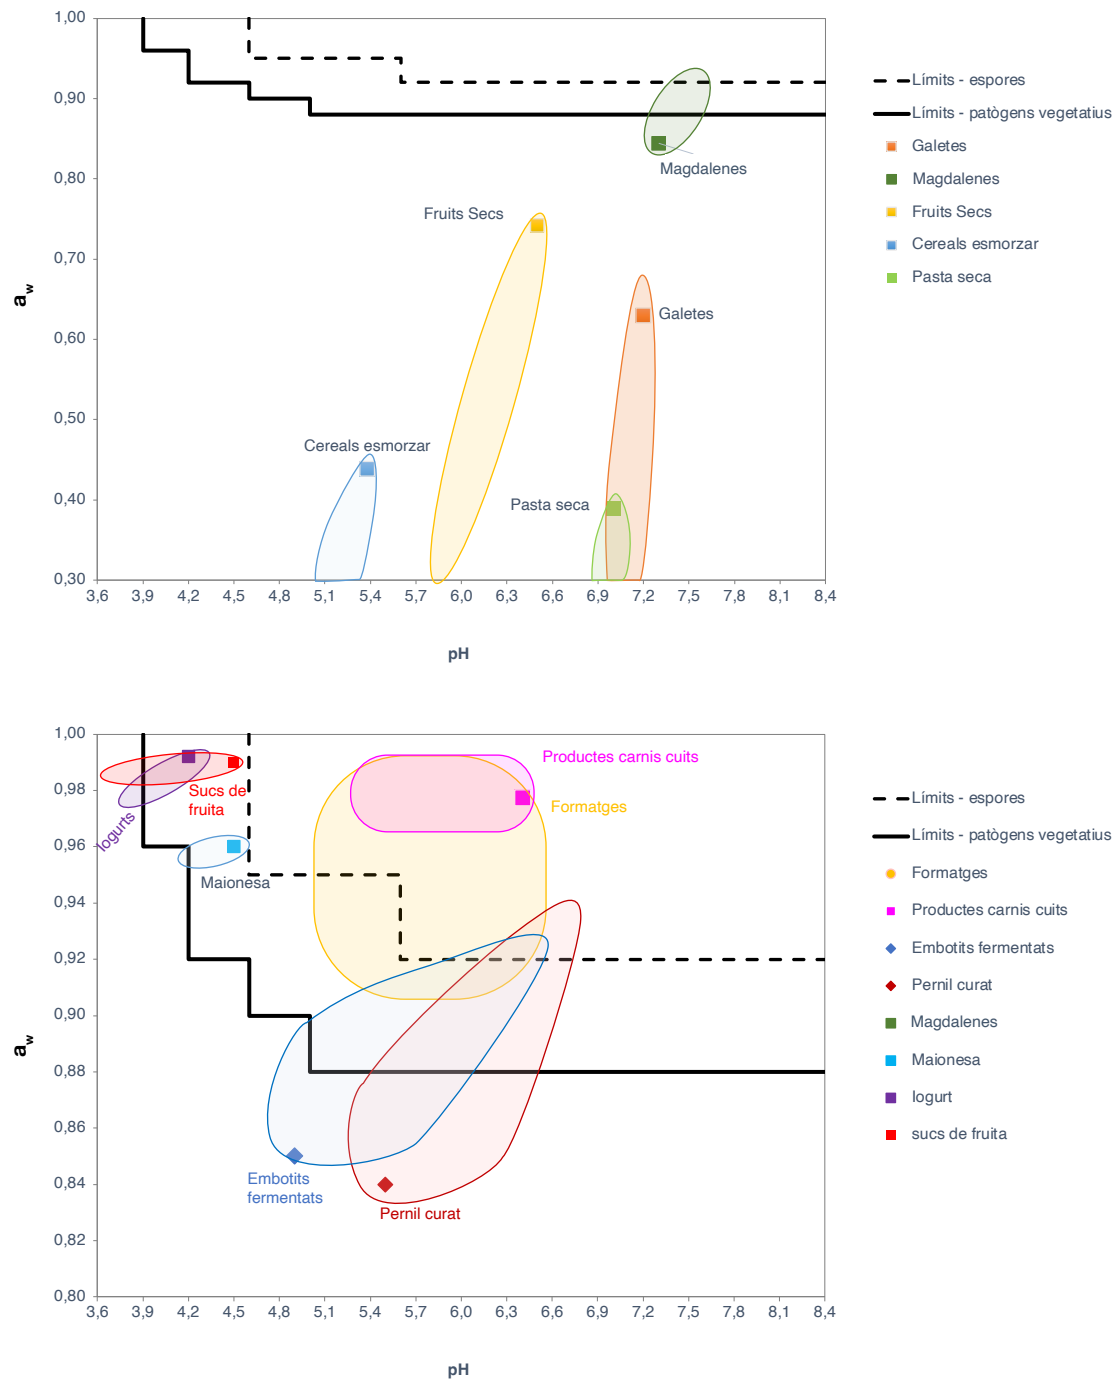 1,00
0,90
0,80
0,70
0,60
0,50
0,40
0,30
aw
3,6 3,9 4,2 4,5 4,8 5,1 5,4 5,7 6,0 6,3 6,6 6,9 7,2 7,5 7,8 8,1 8,4
pH
Magdalenes
Fruits Secs
Galetes
Cereals esmorzar
Pasta seca
Límits - espores
Límits - patògens vegetatius
Galetes
Magdalenes
Fruits Secs
Cereals esmorzar
Pasta seca
1,00
0,98
0,96
0,94
0,92
0,90
0,88
0,86
0,84
0,82
0,80
aw
3,6 3,9 4,2 4,5 4,8 5,1 5,4 5,7 6,0 6,3 6,6 6,9 7,2 7,5 7,8 8,1 8,4
pH
Productes carnis cuits
Sucs de
fruita
Formatges
Iogurts
Maionesa
Embotits
fermentats
Pernil curat
Límits - espores
Límits - patògens vegetatius
Formatges
Productes carnis cuits
Embotits fermentats
Pernil curat
Magdalenes
Maionesa
Iogurt
sucs de fruita